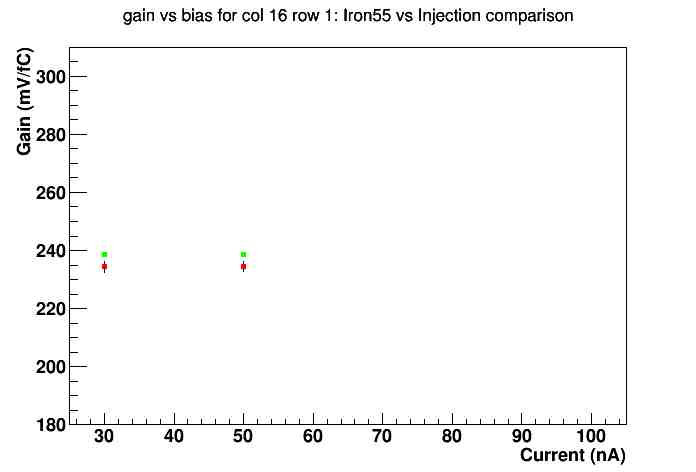 gain vs bias for col 16 row 1: Iron55 vs Injection comparison
Gain (mV/fC)
300
280
260
240
220
200
180
30 40 50 60 70 80 90 100
Current (nA)